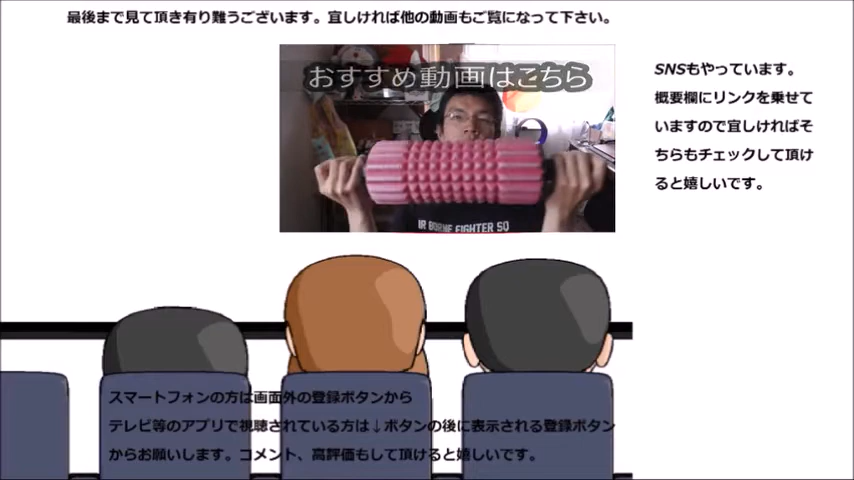 最後まで見て頂き有り難うございます。宜しければ他の動画もご覧になって下さい。
おすすめ動画はこちら
SNSもやっています。
概要欄にリンクを乗せて
いますので宜しければそ
ちらもチェックして頂け
ると嬉しいです。
IR BORNE FIGHTER SQ
スマートフォンの方は画面外の登録ボタンから
テレビ等のアプリで視聴されている方は↓ボタンの後に表示される登録ボタン
からお願いします。コメント、高評価もして頂けると嬉しいです。